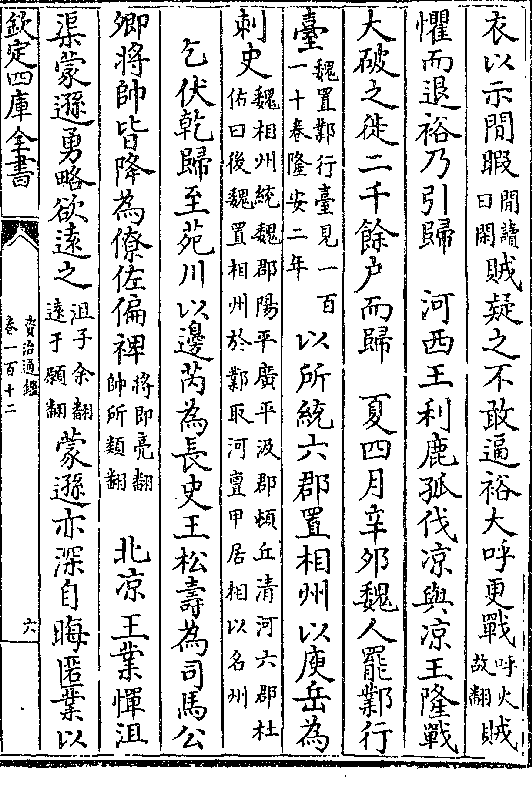 衣以示閒暇閒讀曰閑賊疑之不敢逼裕大呼更戰呼火故翻賊
懼而退裕乃引歸　河西王利鹿孤伐涼與涼王隆戰
大破之徙二千餘户而歸　夏四月辛卯魏人罷鄴行
臺魏置鄴行臺見一百一十卷隆安二年以所統六郡置相州以庾岳為
刺史魏相州統魏郡陽平廣平汲郡頓丘清河六郡杜佑曰後魏置相州於鄴取河亶甲居相以名州
乞伏乾歸至苑川以邊芮為長史王松壽為司馬公
卿將帥皆降為僚佐偏裨將即亮翻帥所類翻　北涼王業憚沮
渠蒙遜勇略欲遠之沮子余翻遠于願翻蒙遜亦深自晦匿業以
欽定四庫全書
資治通鑑
卷一百十二
六